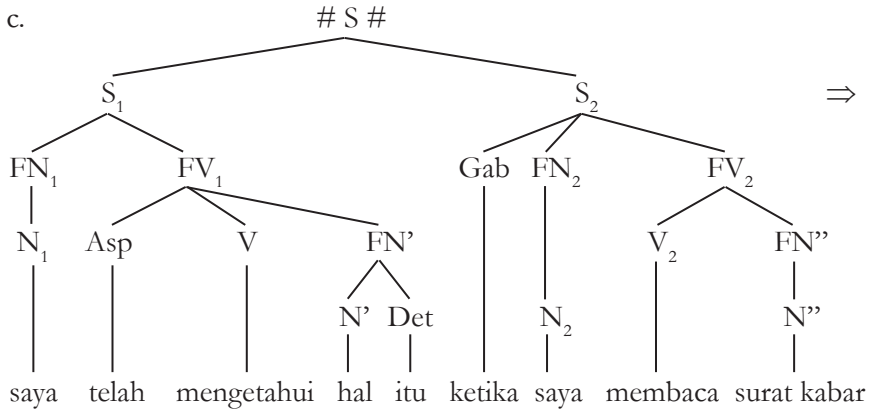 c. # S #
S₁ S₂ ⇒
FN₁ FV₁ Gab FN₂ FV₂
N₁ Asp V FN’ V₂ FN”
N’ Det N₂ N”
saya telah mengetahui hal itu ketika saya membaca surat kabar